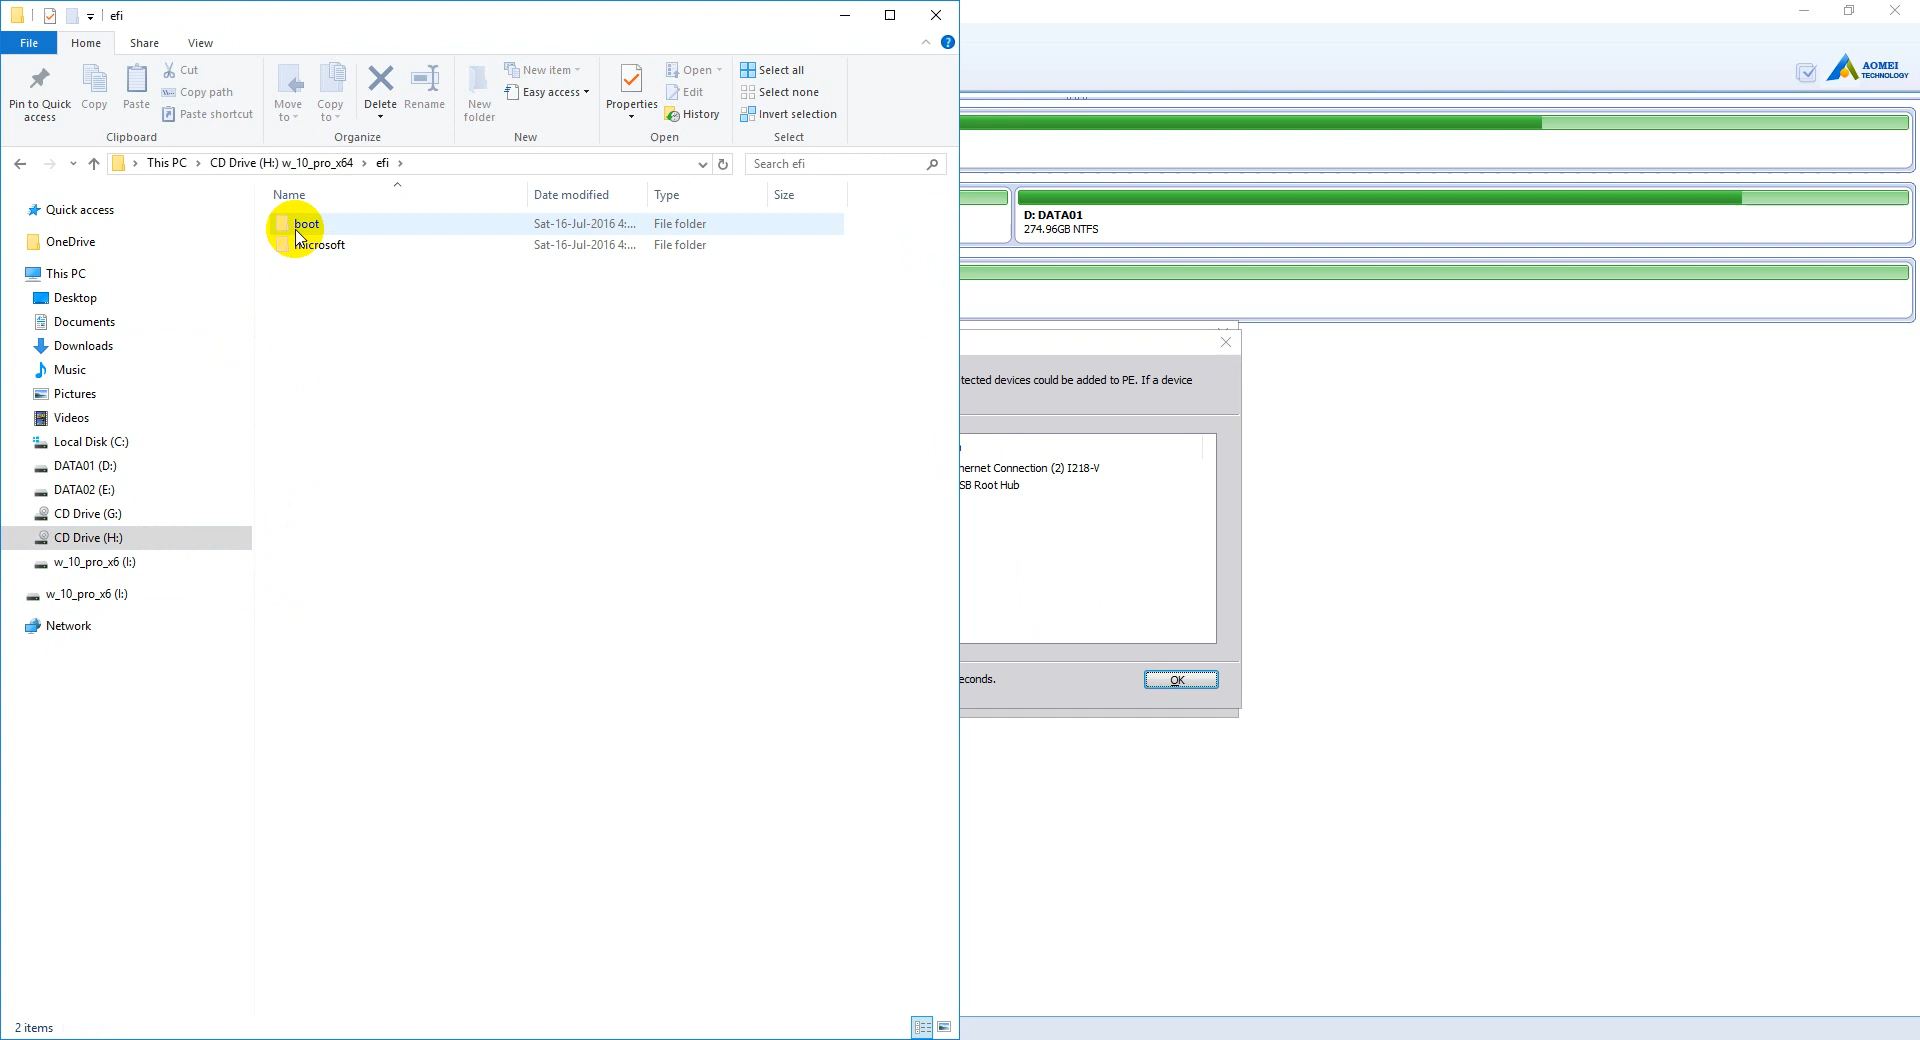 efi
File Home Share View
Pin to Quick access
Copy
Paste
Cut
Copy path
Paste shortcut
Clipboard
Move to
Copy to
Delete
Rename
Organize
New folder
New item
Easy access
New
Properties
Open
Edit
History
Open
Select all
Select none
Invert selection
Select
AOMEI
TECHNOLOGY
This PC > CD Drive (H:) w_10_pro_x64 > efi >
Search efi
Name Date modified Type Size
boot Sat-16-Jul-2016 4:... File folder
microsoft Sat-16-Jul-2016 4:... File folder
Quick access
OneDrive
This PC
Desktop
Documents
Downloads
Music
Pictures
Videos
Local Disk (C:)
DATA01 (D:)
DATA02 (E:)
CD Drive (G:)
CD Drive (H:)
w_10_pro_x6 (I:)
w_10_pro_x6 (I:)
Network
2 items
D: DATA01
274.96GB NTFS
tected devices could be added to PE. If a device
ernet Connection (2) I218-V
SB Root Hub
econds.
OK